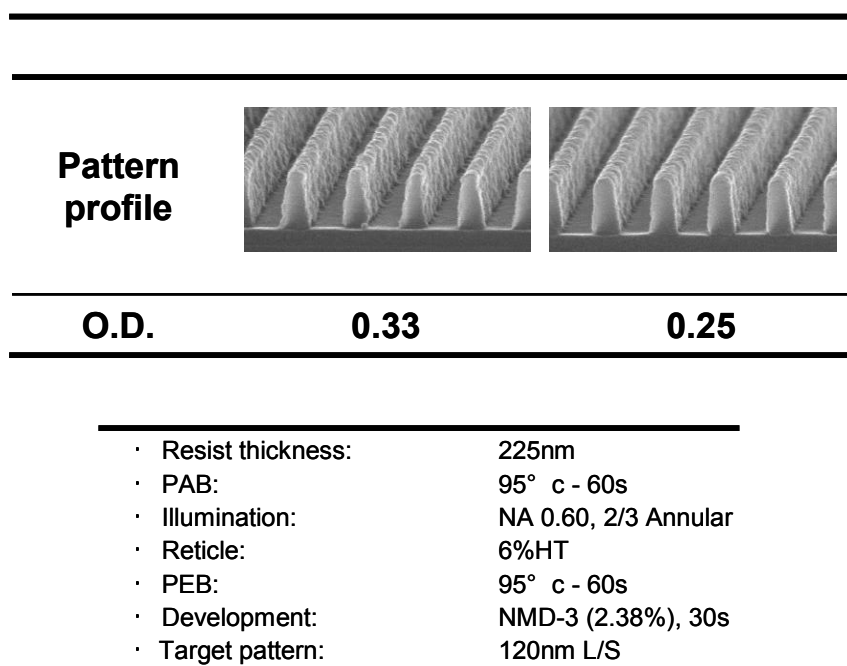 Pattern
profile
O.D. 0.33 0.25
· Resist thickness: 225nm
· PAB: 95° c - 60s
· Illumination: NA 0.60, 2/3 Annular
· Reticle: 6%HT
· PEB: 95° c - 60s
· Development: NMD-3 (2.38%), 30s
· Target pattern: 120nm L/S